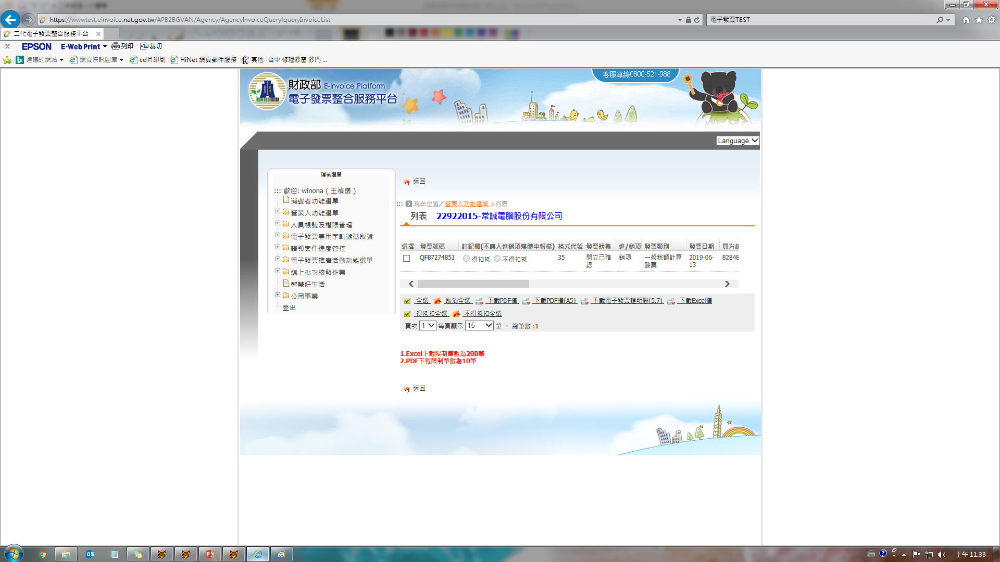 https://wwwtest.einvoice.nat.gov.tw/APB2BGVAN/Agency/AgencyInvoiceQuery!queryInvoiceList
電子發票TEST
二代電子發票整合服務平台
EPSON E-Web Print 列印 裁切
建議的網站 網頁快訊圖庫 cd片印刷 HiNet 網頁郵件服務 其他 -台中 修理紗窗 紗門 ...
客服專線0800-521-988
財政部 E-Invoice Platform
電子發票整合服務平台
Language
隱藏選單
::: 歡迎: winona ( 王禎儀 )
消費者功能選單
營業人功能選單
人員帳號及權限管理
電子發票專用字軌號碼取號
請領案件進度管控
電子發票推廣活動功能選單
線上批次核發作業
智慧好生活
公用事業
登出
返回
::: 現在位置／營業人功能選單 >列表
列表 22922015-常誠電腦股份有限公司
選擇 發票號碼 註記欄(不轉入進銷項媒體申報檔) 格式代號 發票狀態 進/銷項 發票類別 發票日期 買方統
QF87274851 得扣抵 不得扣抵 35 開立已確認 銷項 一般稅額計算發票 2019-06-13 82848
全選 取消全選 下載PDF檔 下載PDF檔(A5) 下載電子發票證明聯(5.7) 下載Excel檔
得抵扣全選 不得抵扣全選
頁次 1 每頁顯示 15 筆 ， 總筆數 :1
1.Excel下載限制筆數為200筆
2.PDF下載限制筆數為10筆
返回
上午 11:33